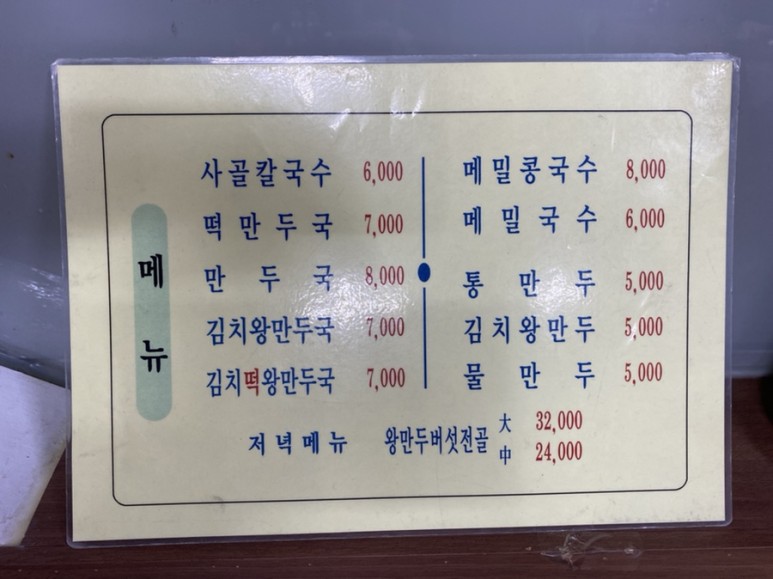 메뉴
사골칼국수 6,000
떡만두국 7,000
만두국 8,000
김치왕만두국 7,000
김치떡왕만두국 7,000
메밀콩국수 8,000
메밀국수 6,000
통만두 5,000
김치왕만두 5,000
물만두 5,000
저녁메뉴 왕만두버섯전골 大 32,000
中 24,000